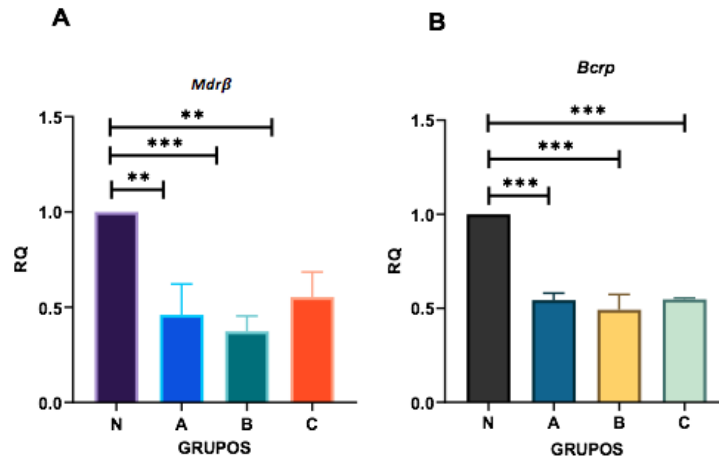 A
Mdrβ
**
***
**
1.5
1.0
0.5
0.0
RQ
N A B C
GRUPOS
B
Bcrp
***
***
***
1.5
1.0
0.5
0.0
RQ
N A B C
GRUPOS